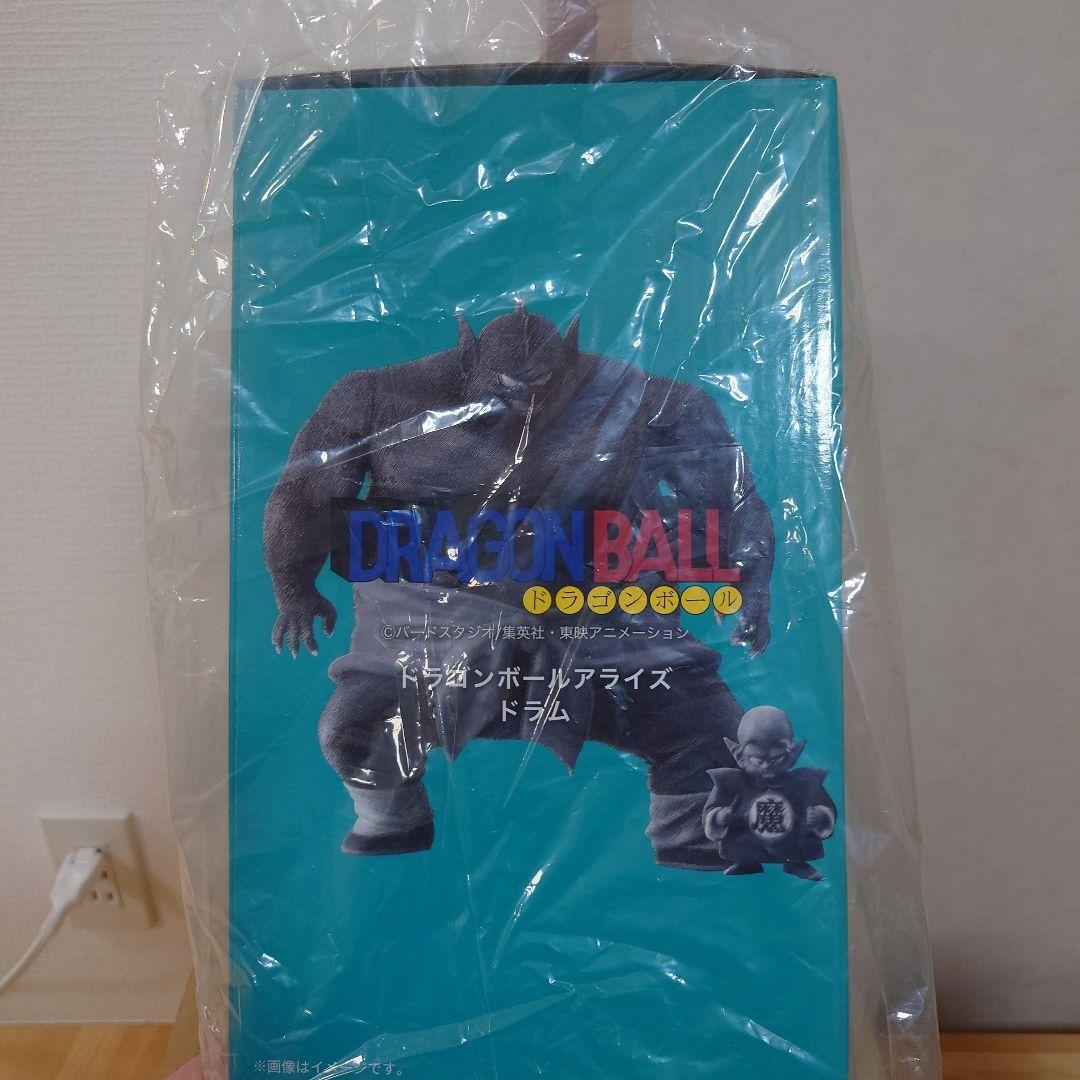 DRAGON BALL
ドラゴンボール
©バードスタジオ/集英社・東映アニメーション
ドラゴンボールアライズ
ドラム
魔
※画像はイメージです。